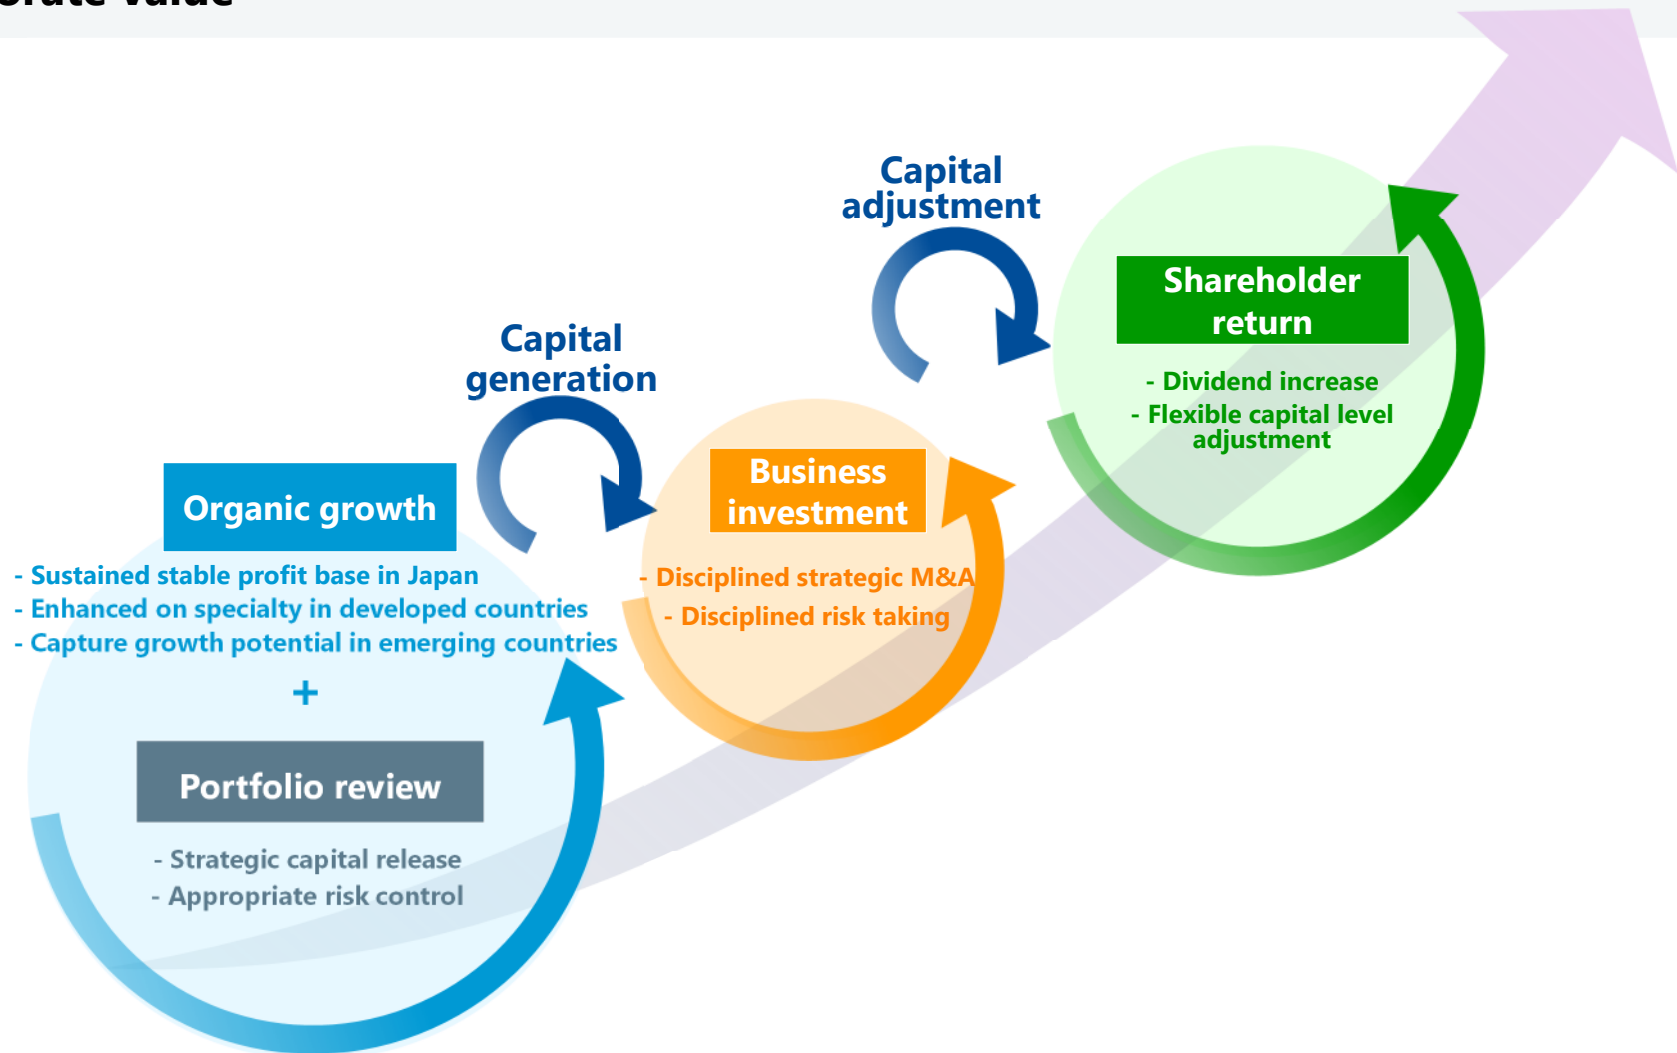 value
Capital
adjustment
Shareholder
return
- Dividend increase
- Flexible capital level
adjustment
Capital
generation
Business
investment
- Disciplined strategic M&A
- Disciplined risk taking
Organic growth
- Sustained stable profit base in Japan
- Enhanced on specialty in developed countries
- Capture growth potential in emerging countries
+
Portfolio review
- Strategic capital release
- Appropriate risk control